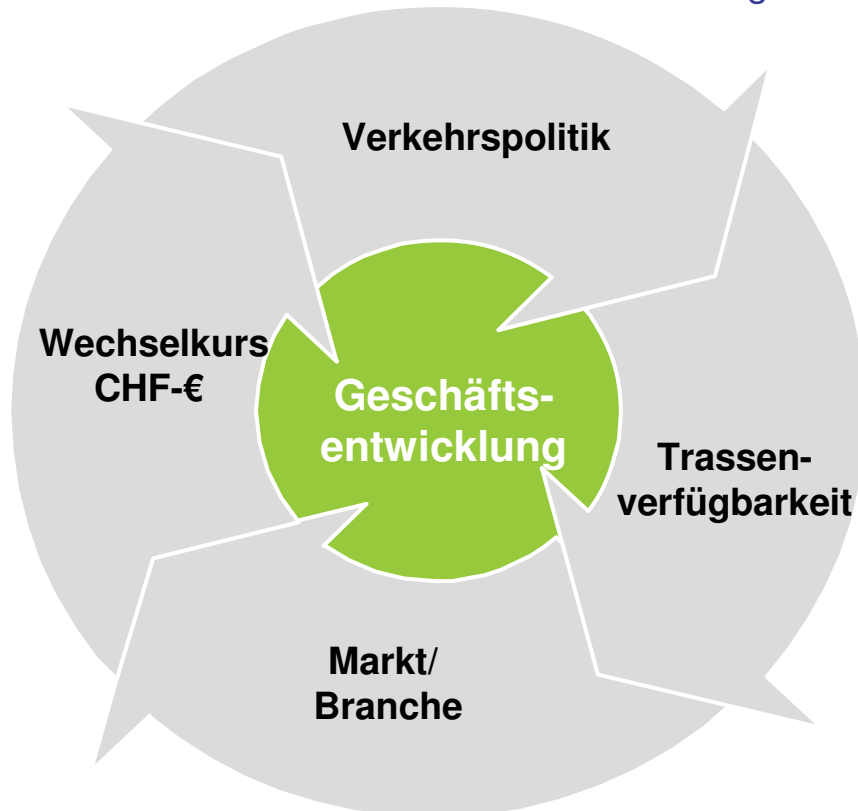 Verkehrspolitik
Wechselkurs
CHF-€
Geschäfts-
entwicklung
Trassen-
verfügbarkeit
Markt/
Branche